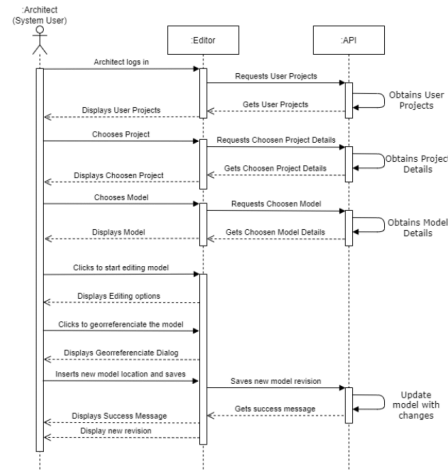 :Architect
(System User)
:Editor
:API
Architect logs in
Requests User Projects
Obtains User
Projects
Gets User Projects
Displays User Projects
Chooses Project
Requests Choosen Project Details
Obtains Project
Details
Gets Choosen Project Details
Displays Choosen Project
Chooses Model
Requests Choosen Model
Obtains Model
Details
Gets Choosen Model Details
Displays Model
Clicks to start editing model
Displays Editing options
Clicks to georreferenciate the model
Displays Georreferenciate Dialog
Inserts new model location and saves
Saves new model revision
Update
model with
changes
Gets success message
Displays Success Message
Display new revision